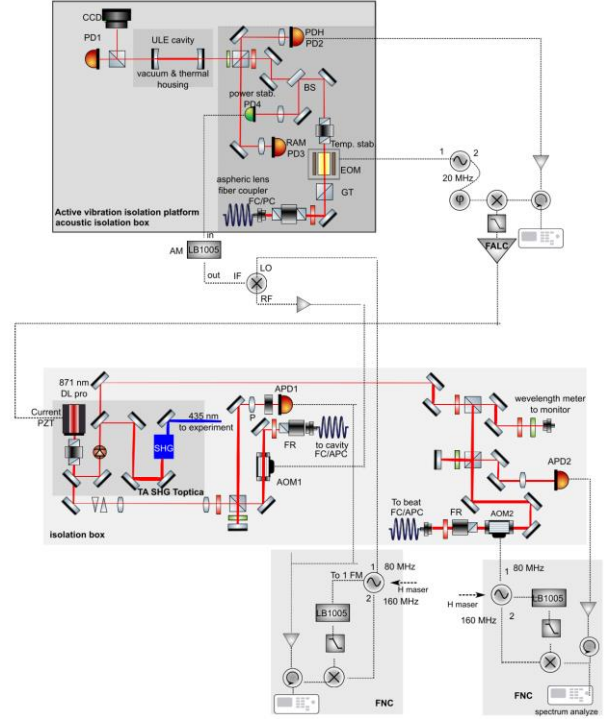 CCD
PD1
ULE cavity
vacuum & thermal
housing
PDH
PD2
power stab.
PD4
BS
RAM
PD3
Temp. stab.
EOM
aspheric lens
fiber coupler
FC/PC
GT
Active vibration isolation platform
acoustic isolation box
1
2
20 MHz
φ
FALC
in
AM
LB1005
out
IF
LO
RF
871 nm
DL pro
Current
PZT
435 nm
to experiment
SHG
TA SHG Toptica
isolation box
APD1
P
FR
to cavity
FC/APC
AOM1
wevelength meter
to monitor
APD2
To beat
FC/APC
FR
AOM2
1
80 MHz
To 1 FM
2
160 MHz
H maser
LB1005
FNC
1
80 MHz
H maser
160 MHz
2
LB1005
FNC
spectrum analyze